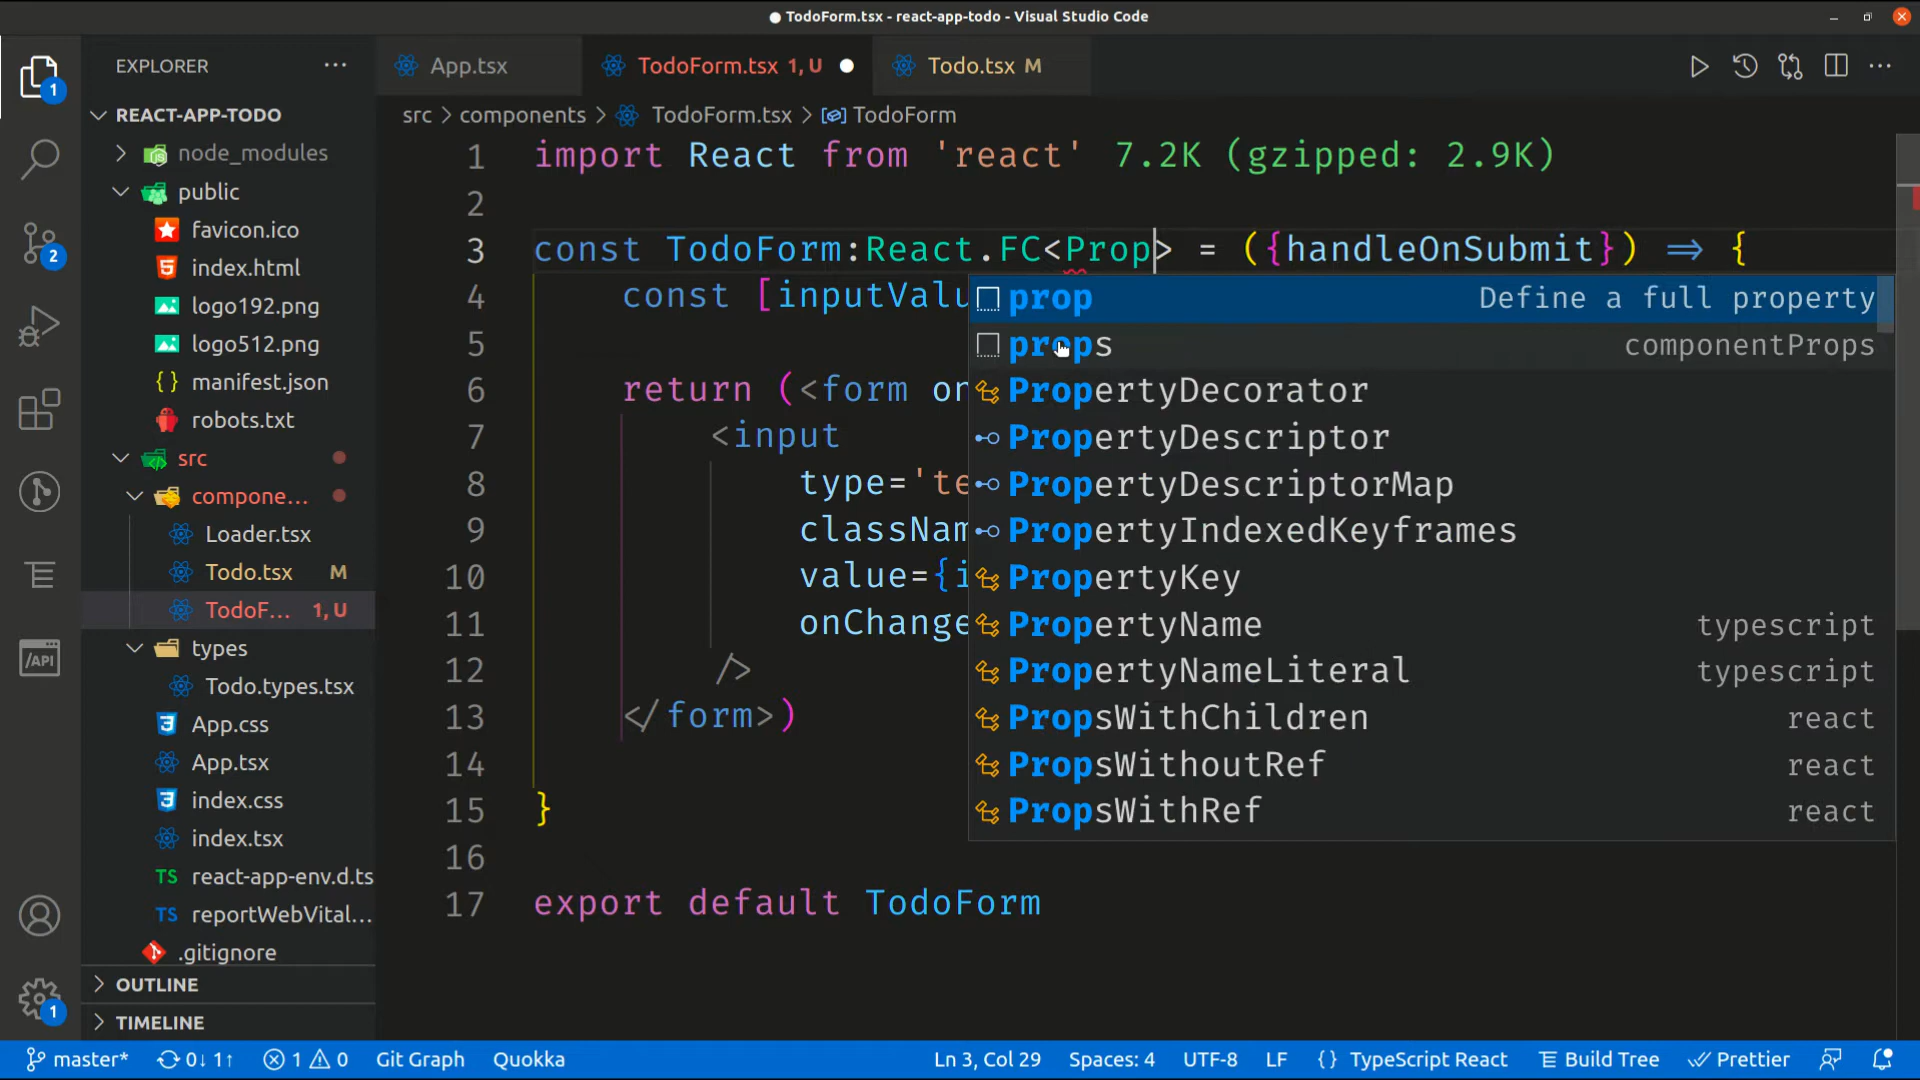 TodoForm.tsx - react-app-todo - Visual Studio Code
EXPLORER
App.tsx
TodoForm.tsx 1, U
Todo.tsx M
REACT-APP-TODO
src > components > TodoForm.tsx > TodoForm
node_modules
public
favicon.ico
index.html
logo192.png
logo512.png
manifest.json
robots.txt
src
compone...
Loader.tsx
Todo.tsx M
TodoF... 1, U
types
Todo.types.tsx
App.css
App.tsx
index.css
index.tsx
TS react-app-env.d.ts
TS reportWebVital...
.gitignore
OUTLINE
TIMELINE
1
2
1
/API
1 import React from 'react' 7.2K (gzipped: 2.9K)
2
3 const TodoForm:React.FC<Prop> = ({handleOnSubmit}) ⇒ {
4 const [inputValu
5
6 return (<form on
7 <input
8 type='te
9 classNam
10 value={i
11 onChange
12 />
13 </form>)
14
15 }
16
17 export default TodoForm
prop Define a full property
props componentProps
PropertyDecorator
PropertyDescriptor
PropertyDescriptorMap
PropertyIndexedKeyframes
PropertyKey
PropertyName typescript
PropertyNameLiteral typescript
PropsWithChildren react
PropsWithoutRef react
PropsWithRef react
master* 0↓ 1↑ 1 0 Git Graph Quokka Ln 3, Col 29 Spaces: 4 UTF-8 LF {} TypeScript React Build Tree Prettier